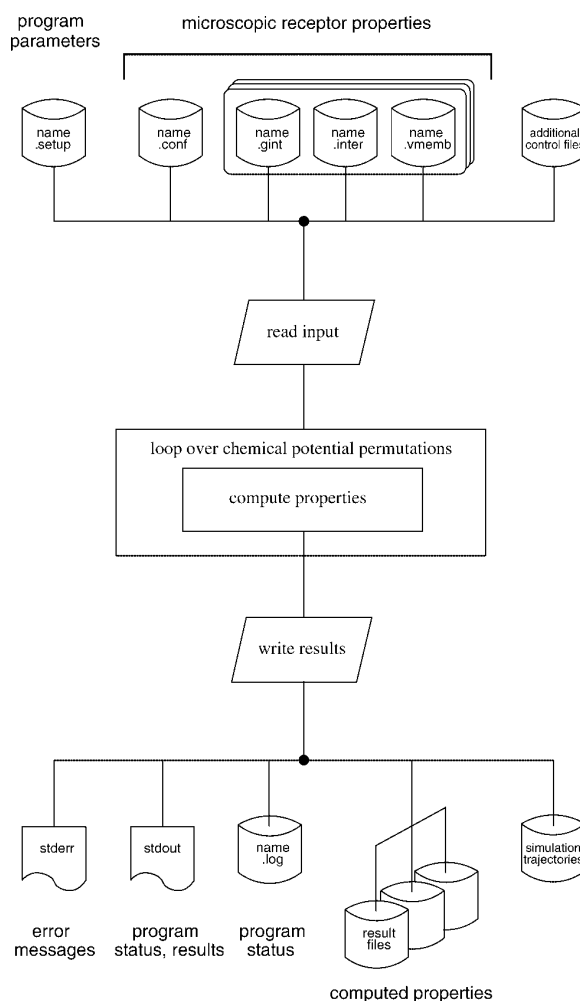 program
parameters
microscopic receptor properties
name
.setup
name
.conf
name
.gint
name
.inter
name
.vmemb
additional
control files
read input
loop over chemical potential permutations
compute properties
write results
stderr
stdout
name
.log
result
files
simulation
trajectories
error
messages
program
status, results
program
status
computed properties